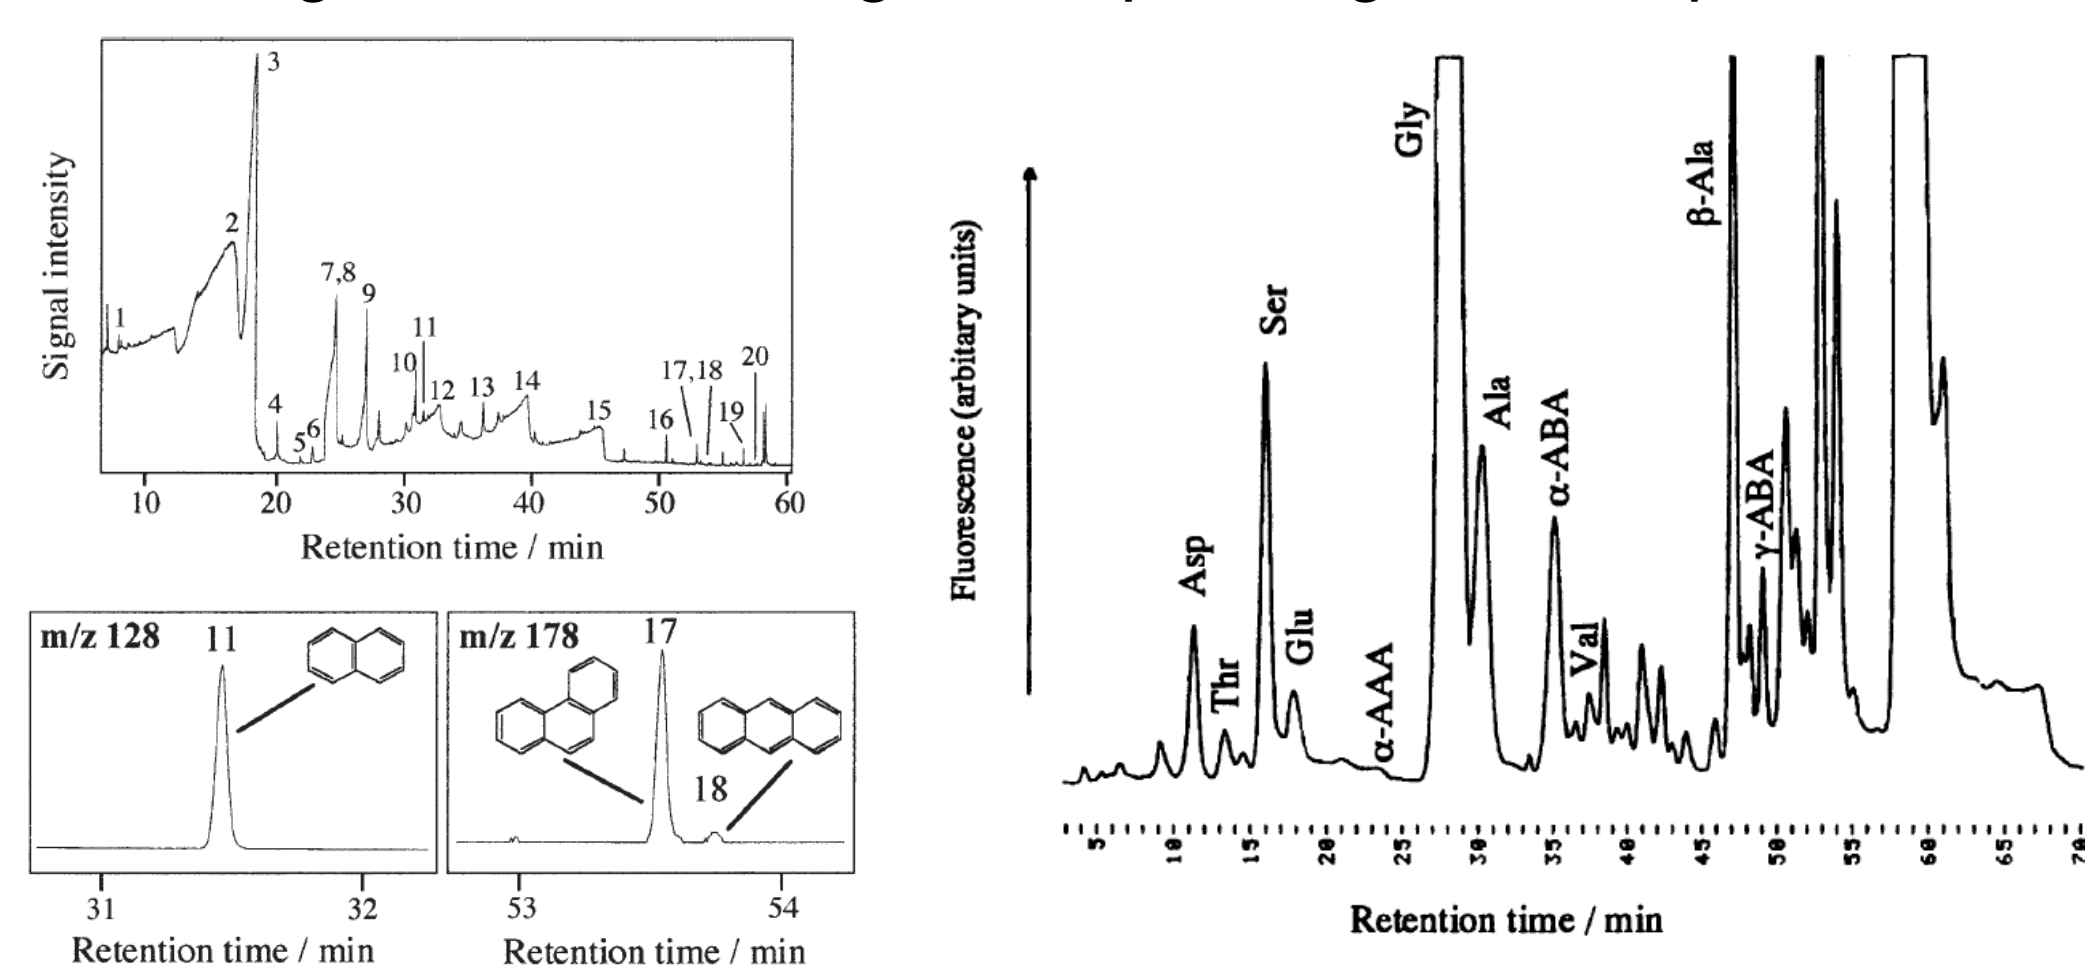 3
2
7,8
9
1
11
10
12
13
14
4
5
6
15
16
17,18
19
20
Signal intensity
10 20 30 40 50 60
Retention time / min
m/z 128
11
31 32
Retention time / min
m/z 178
17
18
53 54
Retention time / min
Fluorescence (arbitary units)
Asp
Thr
Ser
Glu
α-AAA
Gly
Ala
α-ABA
Val
β-Ala
γ-ABA
5 10 15 20 25 30 35 40 45 50 55 60 65 70
Retention time / min